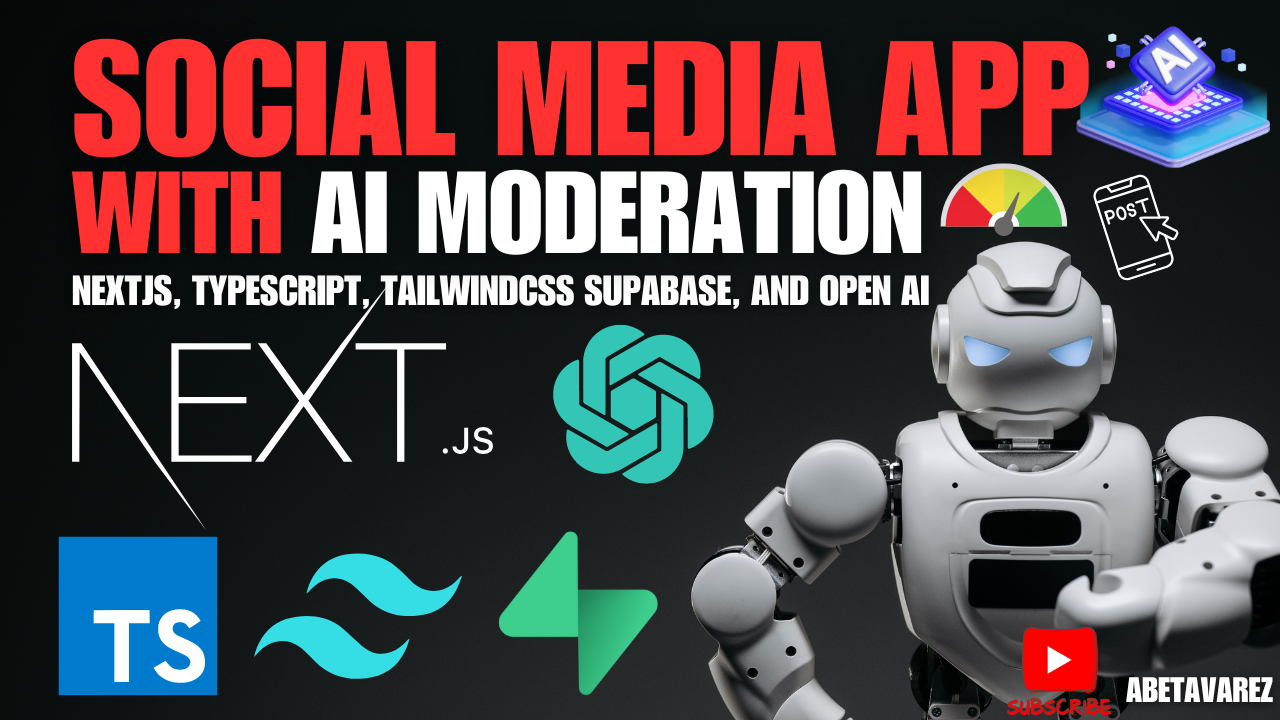 SOCIAL MEDIA APP
AI
WITH AI MODERATION
POST
NEXTJS, TYPESCRIPT, TAILWINDCSS SUPABASE, AND OPEN AI
NEXT.JS
TS
SUBSCRIBE
ABETAVAREZ